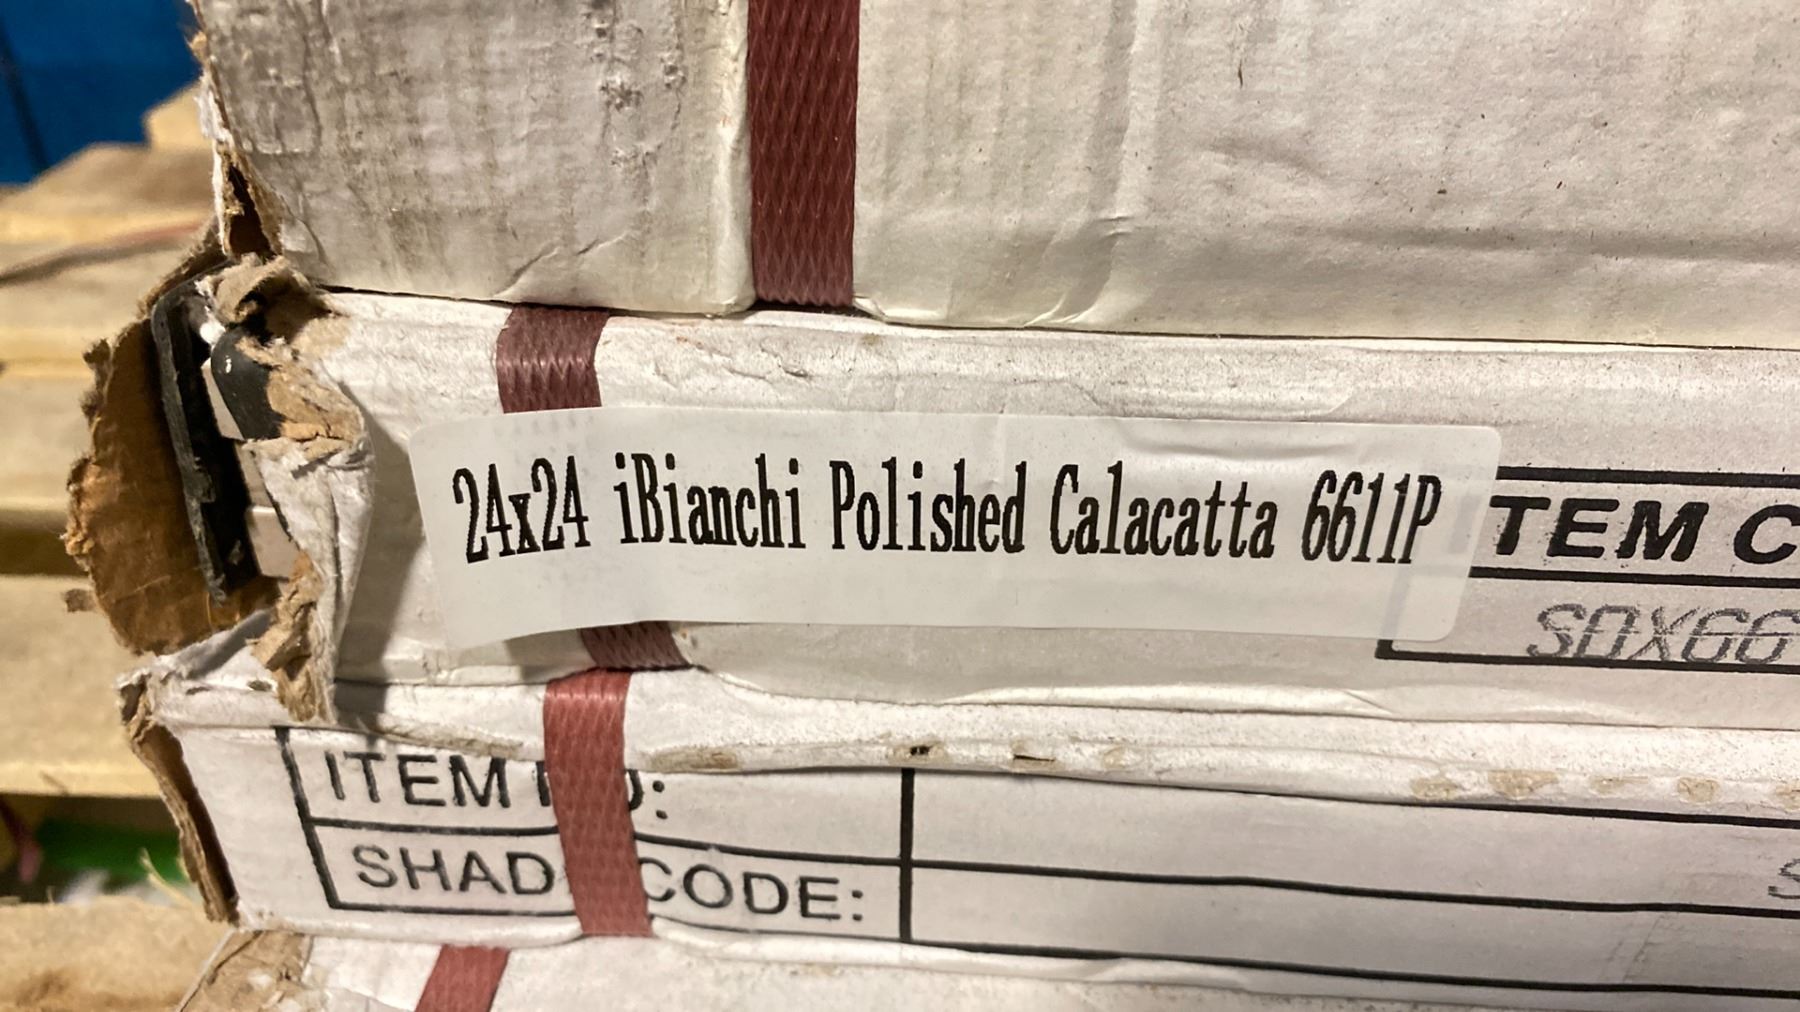 24x24 iBianchi Polished Calacatta 6611P
TEM C
SDX66
ITEM
SHAD CODE: